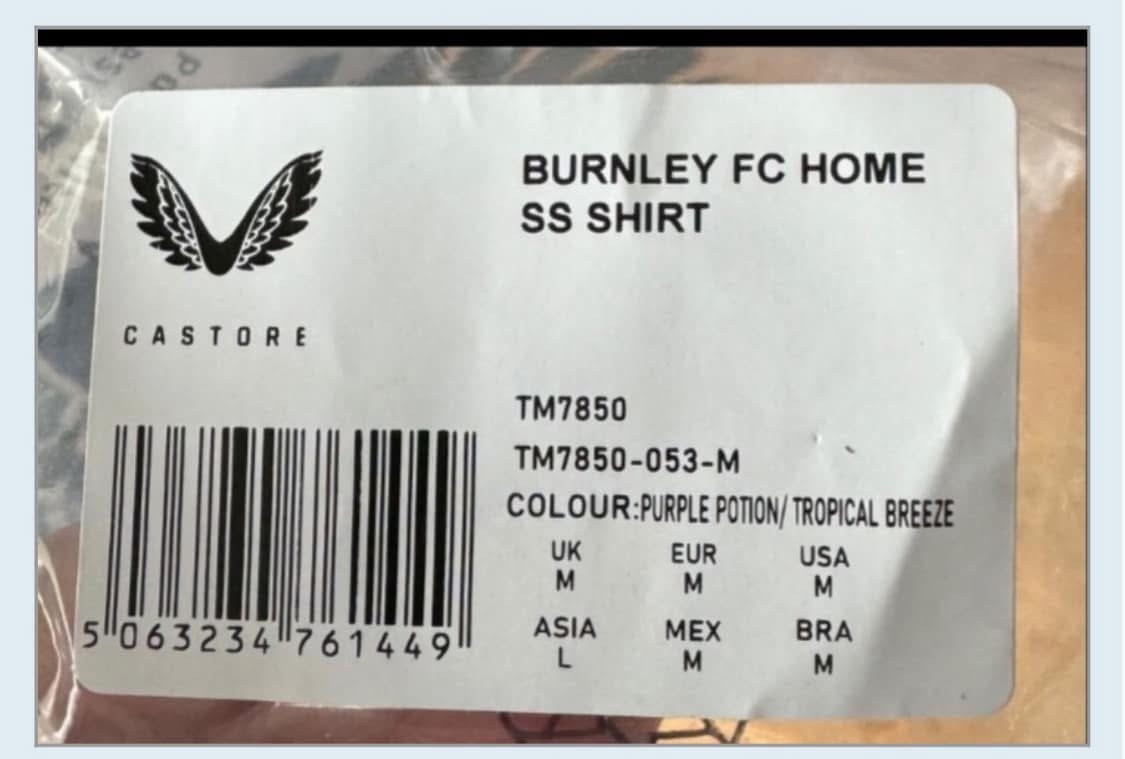 BURNLEY FC HOME
SS SHIRT
CASTORE
TM7850
TM7850-053-M
COLOUR:PURPLE POTION/ TROPICAL BREEZE
UK EUR USA
M M M
ASIA MEX BRA
L M M
5 063234 761449